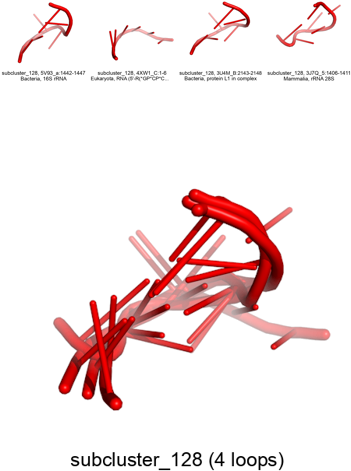 subcluster_128, 5V93_a:1442-1447
Bacteria, 16S rRNA
subcluster_128, 4XW1_C:1-6
Eukaryota, RNA (5'-R(*GP*CP*C...
subcluster_128, 3U4M_B:2143-2148
Bacteria, protein L1 in complex
subcluster_128, 3J7Q_5:1406-1411
Mammalia, rRNA 28S
subcluster_128 (4 loops)